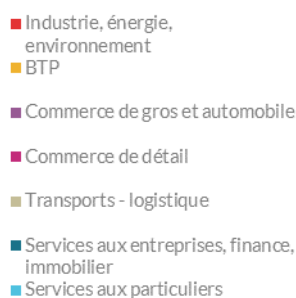 Industrie, énergie,
environnement
BTP
Commerce de gros et automobile
Commerce de détail
Transports - logistique
Services aux entreprises, finance,
immobilier
Services aux particuliers